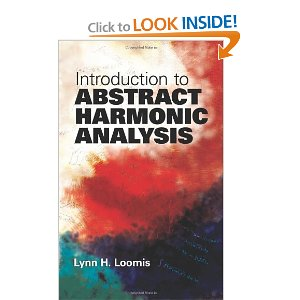 Click to LOOK INSIDE!
Introduction to
ABSTRACT
HARMONIC
ANALYSIS
Lynn H. Loomis